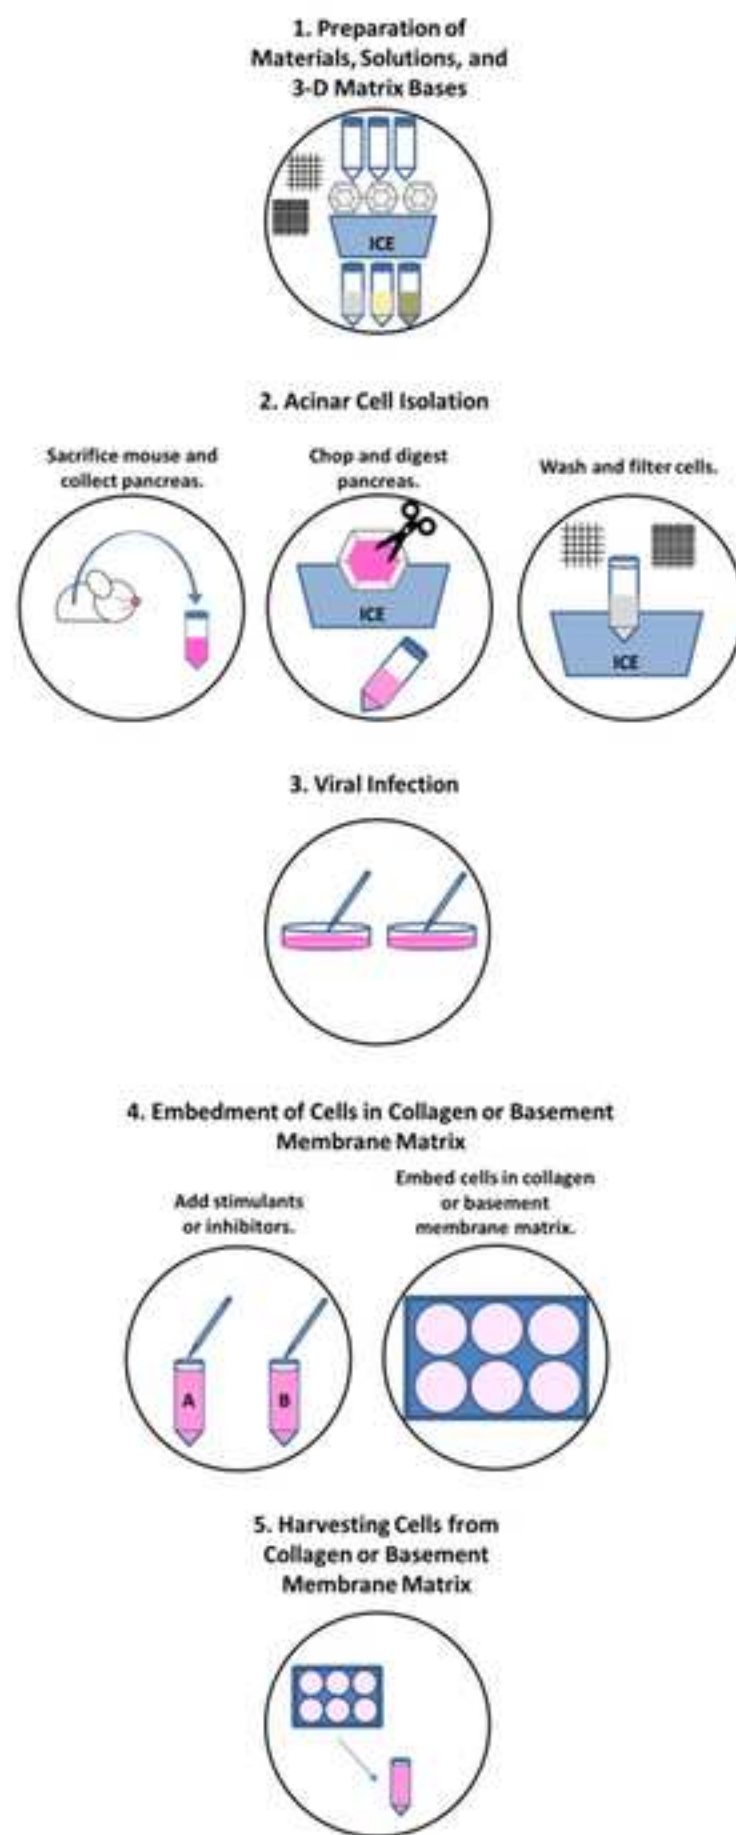 1. Preparation of
Materials, Solutions, and
3-D Matrix Bases
ICE
2. Acinar Cell Isolation
Sacrifice mouse and
collect pancreas.
Chop and digest
pancreas.
ICE
Wash and filter cells.
ICE
3. Viral Infection
4. Embedment of Cells in Collagen or Basement
Membrane Matrix
Add stimulants
or inhibitors.
A
B
Embed cells in collagen
or basement
membrane matrix.
5. Harvesting Cells from
Collagen or Basement
Membrane Matrix